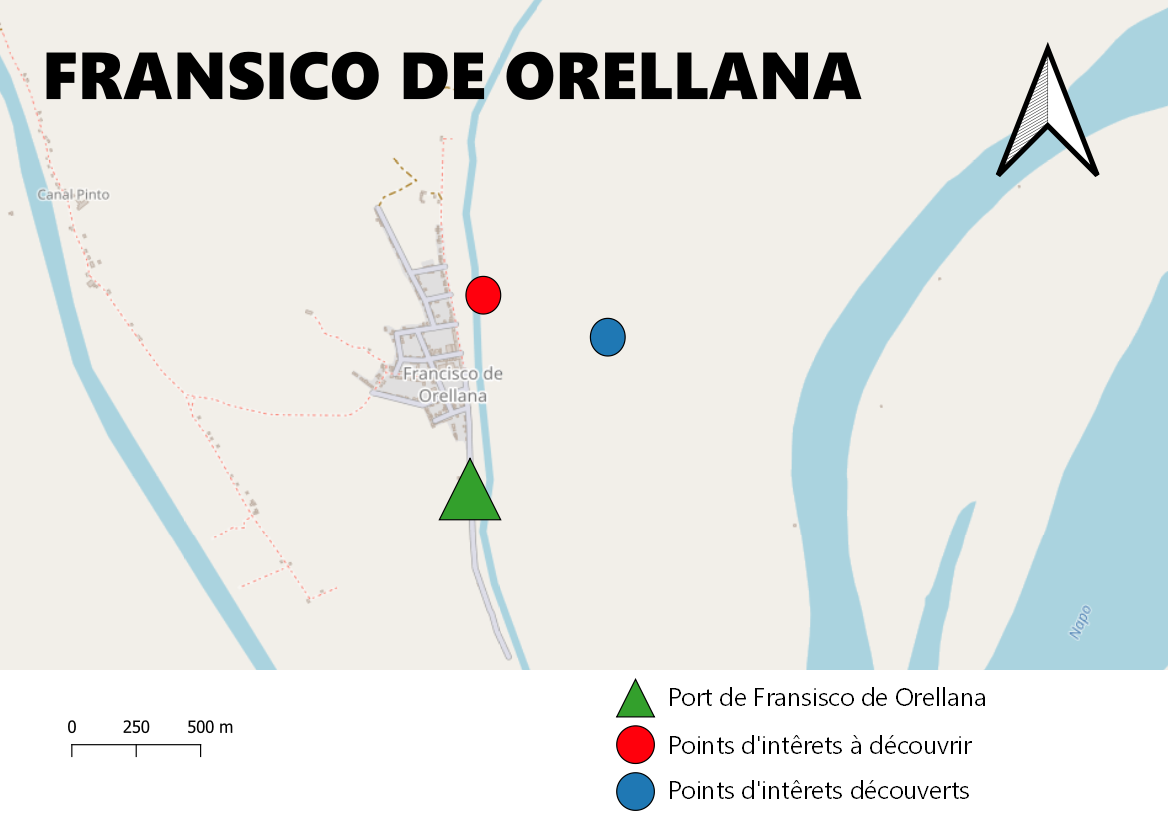 FRANSICO DE ORELLANA
Canal Pinto
Francisco de
Orellana
Napo
0 250 500 m
Port de Fransisco de Orellana
Points d'intêrets à découvrir
Points d'intêrets découverts